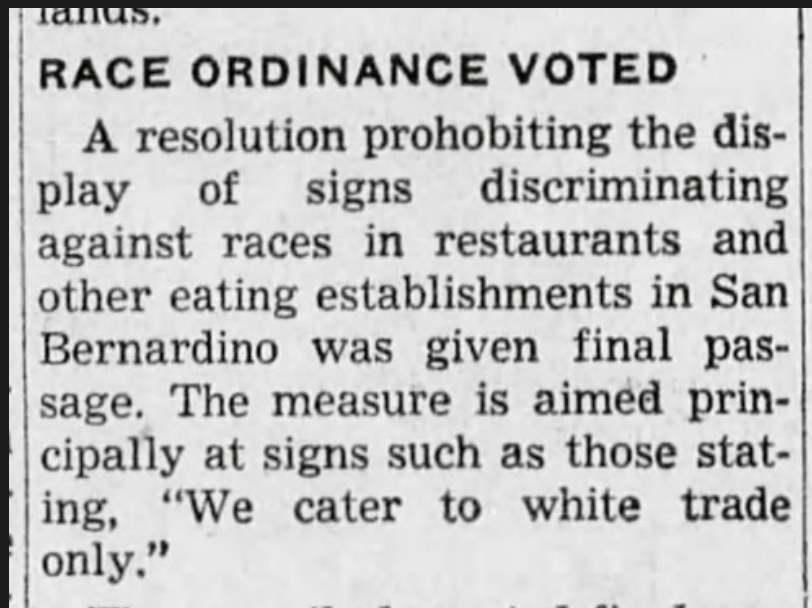 lands.
RACE ORDINANCE VOTED
A resolution prohobiting the dis-
play of signs discriminating
against races in restaurants and
other eating establishments in San
Bernardino was given final pas-
sage. The measure is aimed prin-
cipally at signs such as those stat-
ing, "We cater to white trade
only."